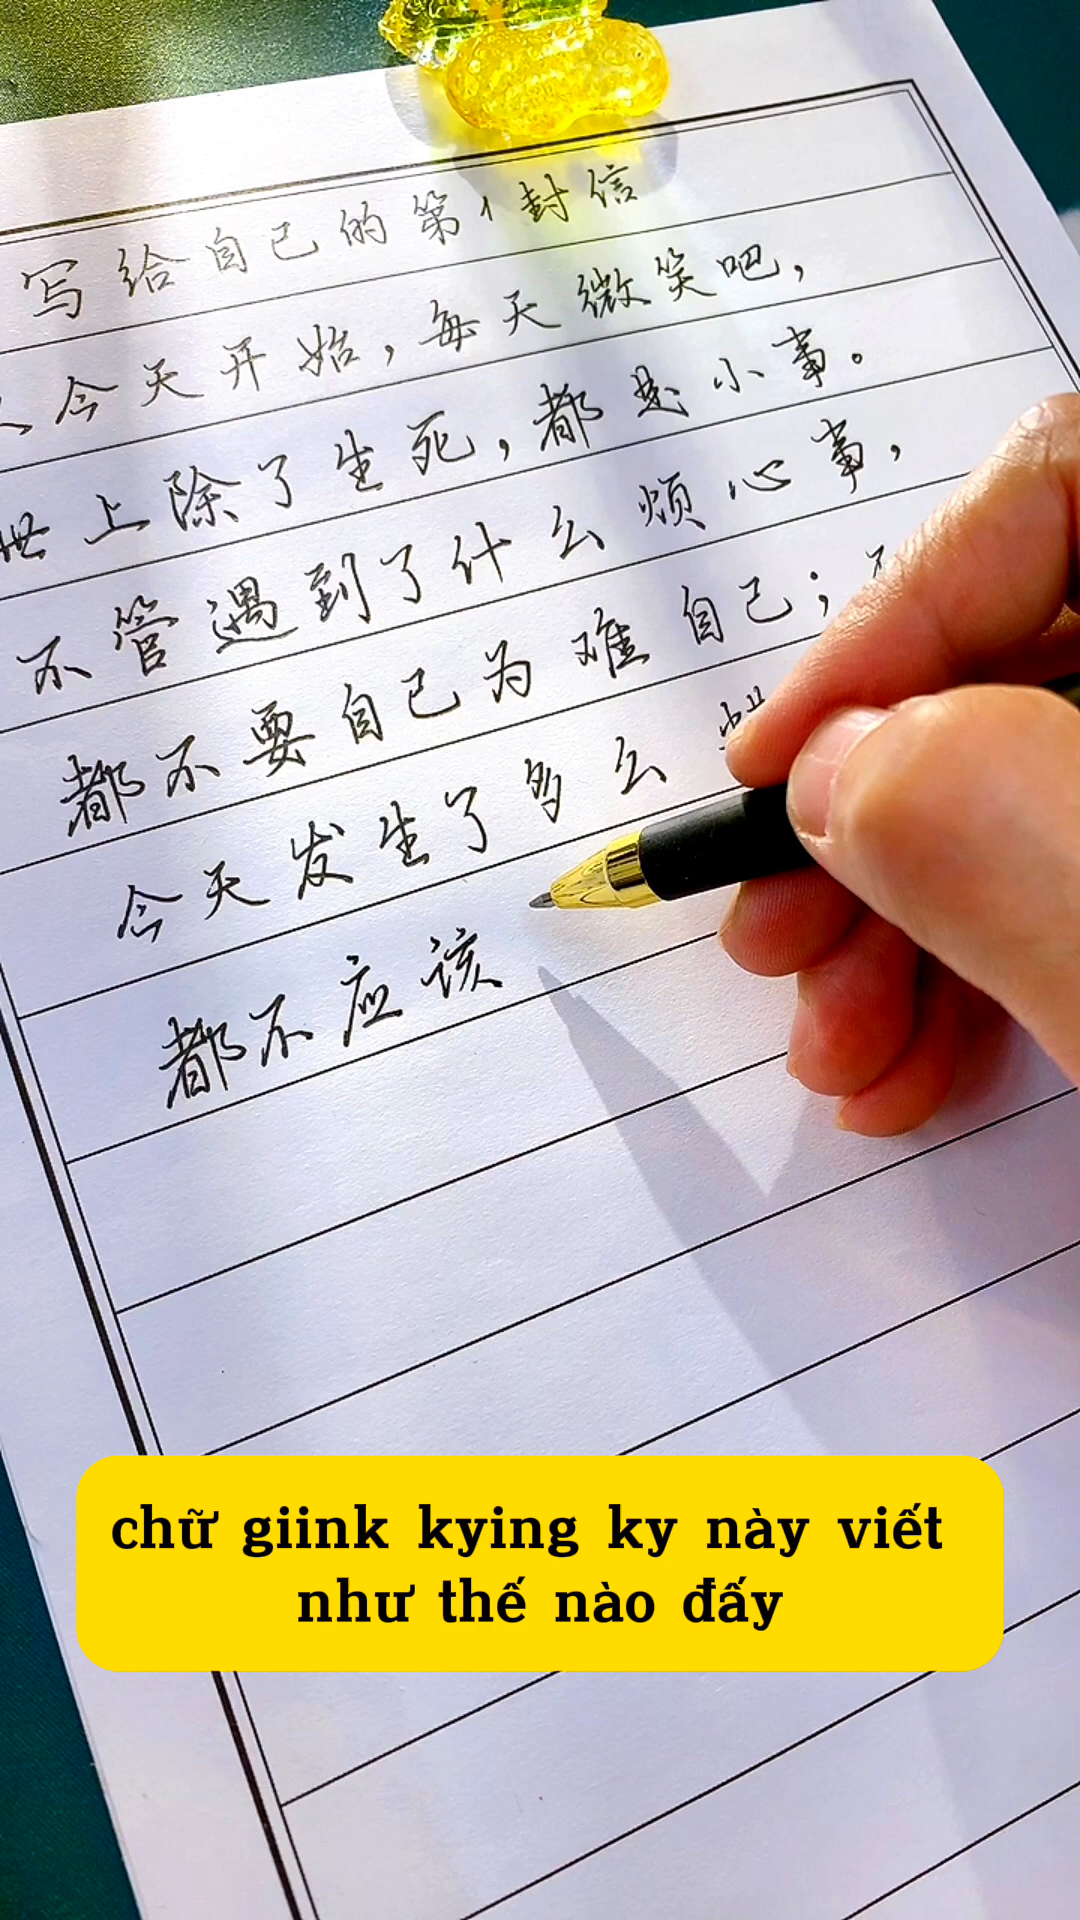 写给自己的第1封信
今天开始，每天微笑吧，
世上除了生死，都是小事。
不管遇到了什么烦心事，
都不要自己为难自己；
今天发生了多么
都不应该
chữ giink kying ky này viết
như thế nào đấy